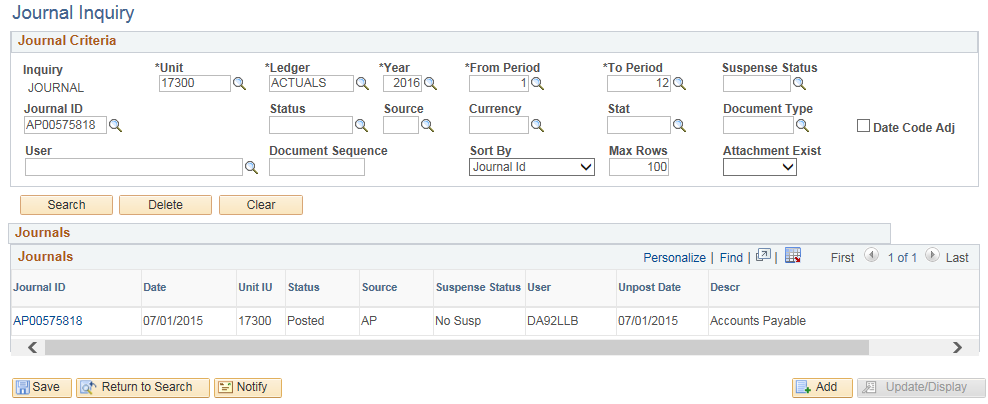 Journal Inquiry
Journal Criteria
Inquiry *Unit *Ledger *Year *From Period *To Period Suspense Status
JOURNAL 17300 ACTUALS 2016 1 12
Journal ID Status Source Currency Stat Document Type
AP00575818 Date Code Adj
User Document Sequence Sort By Max Rows Attachment Exist
Journal Id 100
Search Delete Clear
Journals
Journals Personalize | Find | | First 1 of 1 Last
Journal ID Date Unit IU Status Source Suspense Status User Unpost Date Descr
AP00575818 07/01/2015 17300 Posted AP No Susp DA92LLB 07/01/2015 Accounts Payable
Save Return to Search Notify Add Update/Display